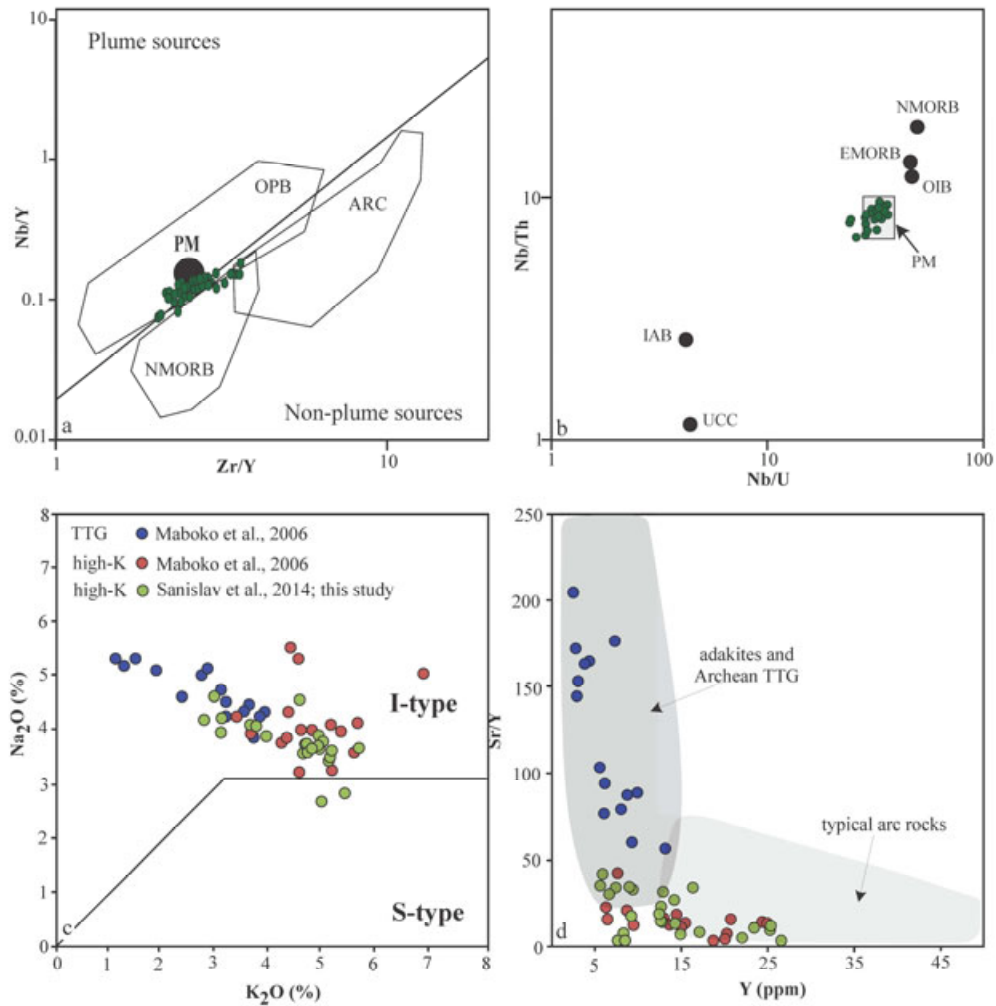 10
Plume sources
1
OPB
ARC
Nb/Y
PM
0.1
NMORB
Non-plume sources
a
0.01
1
10
Zr/Y
NMORB
EMORB
OIB
10
Nb/Th
PM
IAB
UCC
b
1
1
10
100
Nb/U
8
TTG Maboko et al., 2006
7
high-K Maboko et al., 2006
high-K Sanislav et al., 2014; this study
6
5
I-type
4
Na2O (%)
3
2
1
S-type
c
0
0 1 2 3 4 5 6 7 8
K2O (%)
250
200
adakites and
Archean TTG
150
Sr/Y
100
typical arc rocks
50
0
d
5 15 25 35 45
Y (ppm)